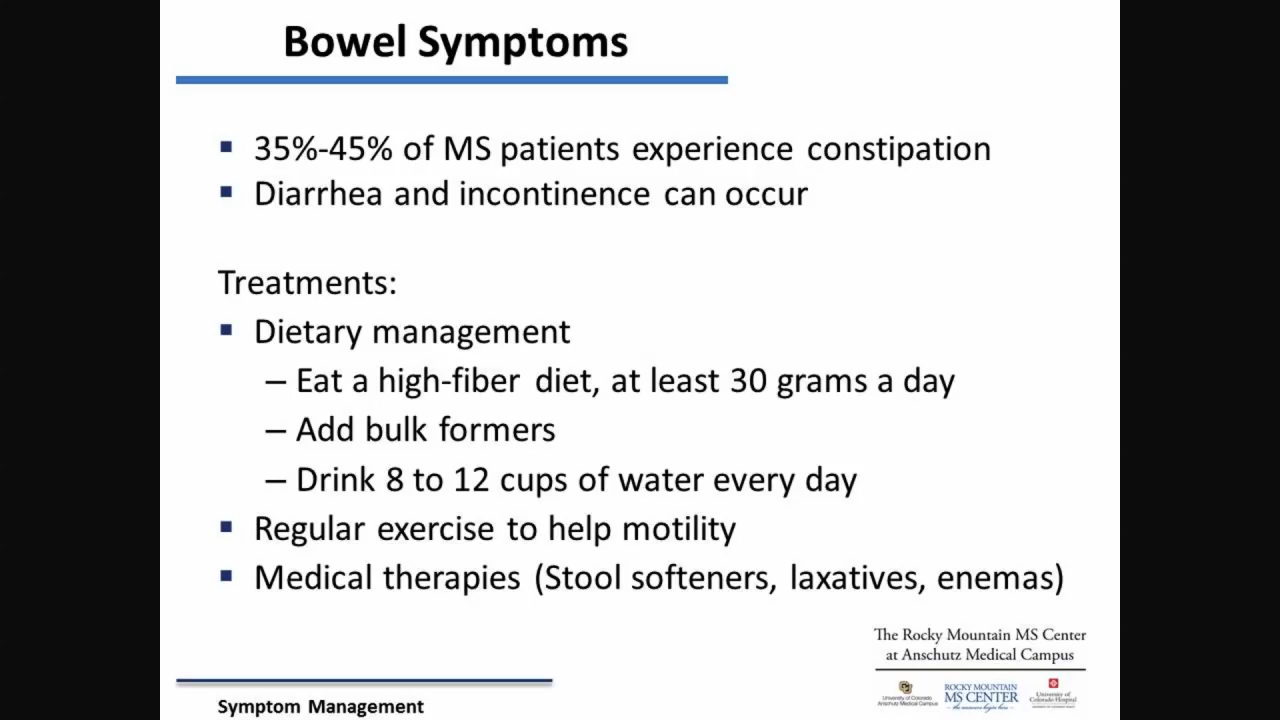 Bowel Symptoms
▪ 35%-45% of MS patients experience constipation
▪ Diarrhea and incontinence can occur
Treatments:
▪ Dietary management
– Eat a high-fiber diet, at least 30 grams a day
– Add bulk formers
– Drink 8 to 12 cups of water every day
▪ Regular exercise to help motility
▪ Medical therapies (Stool softeners, laxatives, enemas)
The Rocky Mountain MS Center
at Anschutz Medical Campus
University of Colorado
Anschutz Medical Campus
ROCKY MOUNTAIN
MS CENTER
University of
Colorado Hospital
Symptom Management